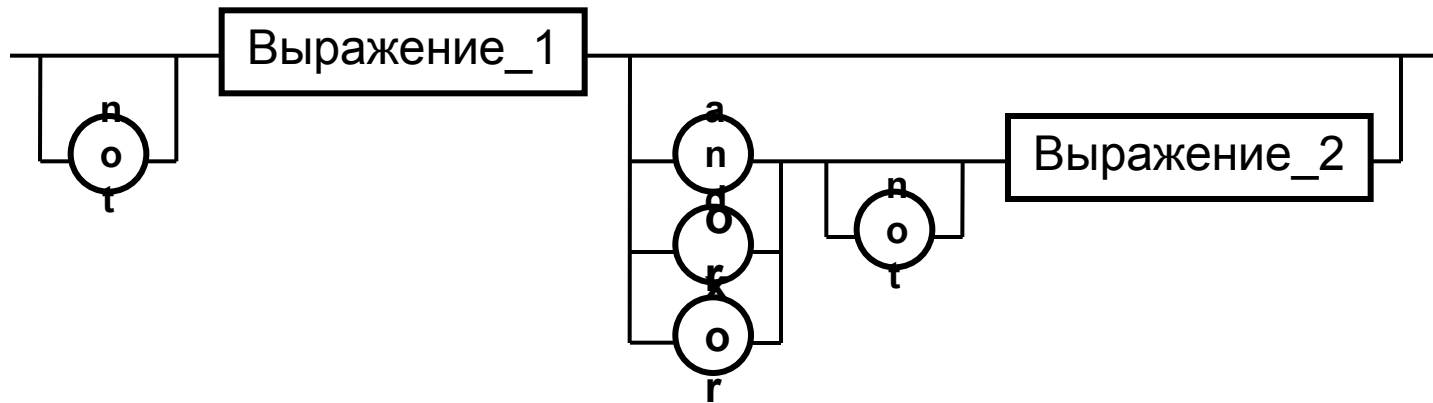 Выражение_1
not
and
or
xor
not
Выражение_2